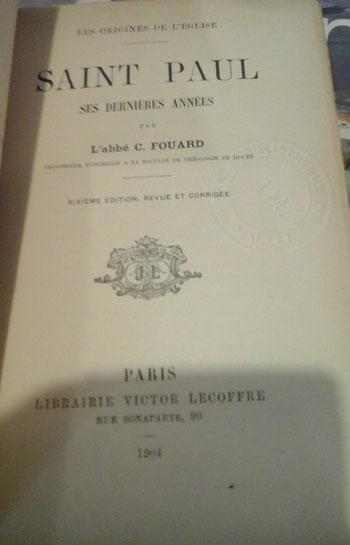 LES ORIGINES DE L'ÉGLISE
SAINT PAUL
SES DERNIÈRES ANNÉES
PAR
L'abbé C. FOUARD
PROFESSEUR HONORAIRE A LA FACULTÉ DE THÉOLOGIE DE ROUEN
SIXIÈME ÉDITION, REVUE ET CORRIGÉE
PARIS
LIBRAIRIE VICTOR LECOFFRE
RUE BONAPARTE, 90
1904